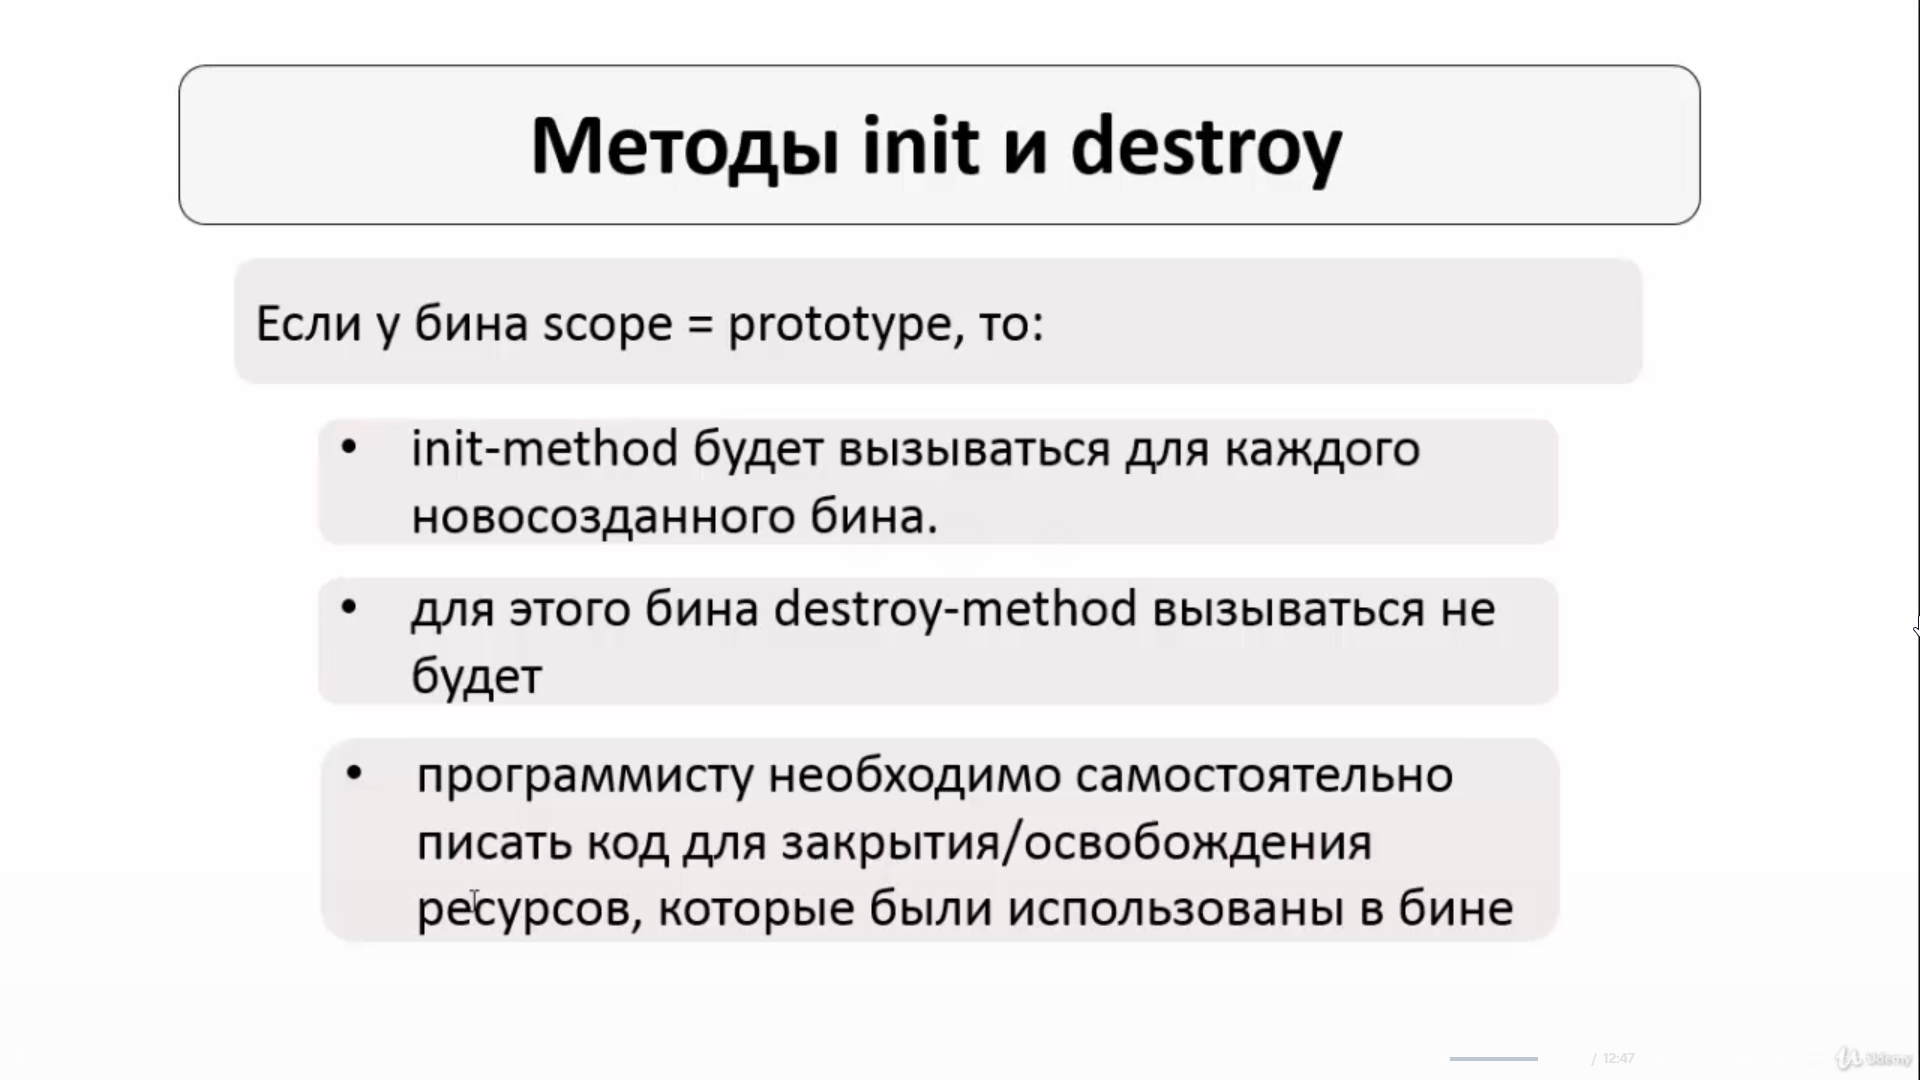 Методы init и destroy
Если у бина scope = prototype, то:
• init-method будет вызываться для каждого
новосозданного бина.
• для этого бина destroy-method вызываться не
будет
• программисту необходимо самостоятельно
писать код для закрытия/освобождения
ресурсов, которые были использованы в бине
/ 12:47
Udemy